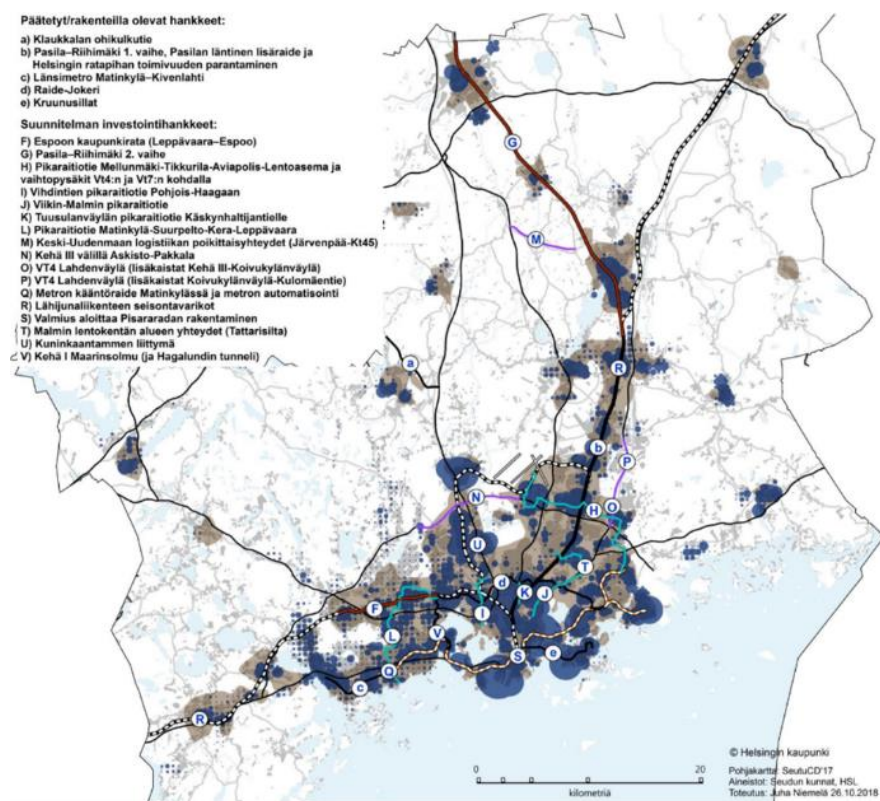 Päätetyt/rakenteilla olevat hankkeet:
a) Klaukkalan ohikulkutie
b) Pasila–Riihimäki 1. vaihe, Pasilan läntinen lisäraide ja
Helsingin ratapihan toimivuuden parantaminen
c) Länsimetro Matinkylä–Kivenlahti
d) Raide-Jokeri
e) Kruunusillat
Suunnitelman investointihankkeet:
F) Espoon kaupunkirata (Leppävaara–Espoo)
G) Pasila–Riihimäki 2. vaihe
H) Pikaraitiotie Mellunmäki-Tikkurila-Aviapolis-Lentoasema ja
vaihtopysäkit Vt4:n ja Vt7:n kohdalla
I) Vihdintien pikaraitiotie Pohjois-Haagaan
J) Viikin-Malmin pikaraitiotie
K) Tuusulanväylän pikaraitiotie Käskynhaltijantielle
L) Pikaraitiotie Matinkylä-Suurpelto-Kera-Leppävaara
M) Keski-Uudenmaan logistiikan poikittaisyhteydet (Järvenpää-Kt45)
N) Kehä III välillä Askisto-Pakkala
O) VT4 Lahdenväylä (lisäkaistat Kehä III-Koivukylänväylä)
P) VT4 Lahdenväylä (lisäkaistat Koivukylänväylä-Kulomäentie)
Q) Metron kääntöraide Matinkylässä ja metron automatisointi
R) Lähijunaliikenteen seisontavarikot
S) Valmius aloittaa Pisararadan rakentaminen
T) Malmin lentokentän alueen yhteydet (Tattarisilta)
U) Kuninkaantammen liittymä
V) Kehä I Maarinsolmu (ja Hagalundin tunneli)
G
M
a
R
b
P
N
H
O
U
T
d
K
J
F
I
L
V
S
e
Q
c
R
© Helsingin kaupunki
Pohjakartta: SeutuCD'17
Aineistot: Seudun kunnat, HSL
Toteutus: Juha Niemelä 26.10.2018
0
20
kilometriä